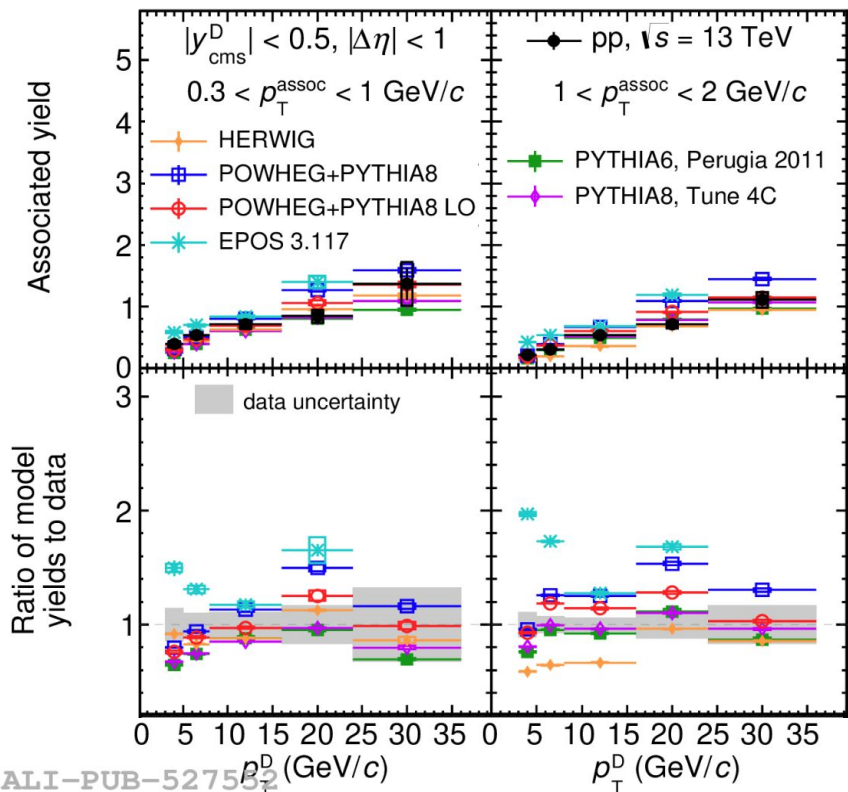 |y^D_cms| < 0.5, |Δη| < 1
0.3 < p_T^assoc < 1 GeV/c
HERWIG
POWHEG+PYTHIA8
POWHEG+PYTHIA8 LO
EPOS 3.117
pp, √s = 13 TeV
1 < p_T^assoc < 2 GeV/c
PYTHIA6, Perugia 2011
PYTHIA8, Tune 4C
Associated yield
5
4
3
2
1
0
data uncertainty
Ratio of model
yields to data
3
2
1
0 5 10 15 20 25 30 35
0 5 10 15 20 25 30 35
p_T^D (GeV/c)
p_T^D (GeV/c)
ALI-PUB-527552